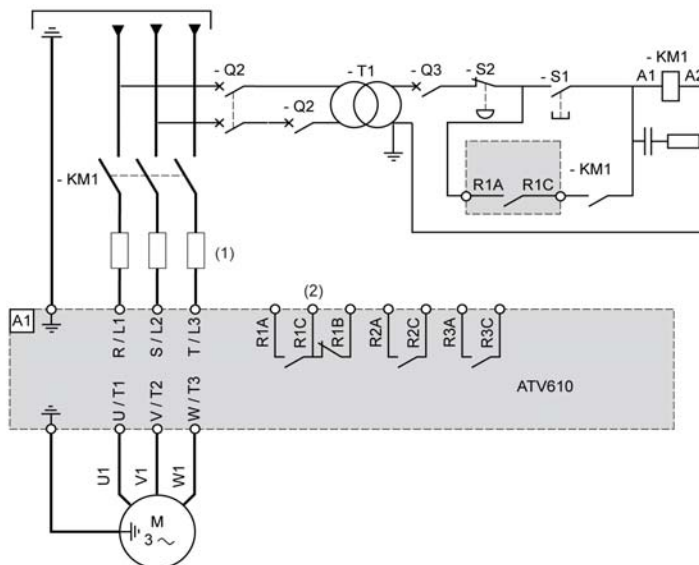 - Q2
- T1
- Q3
- S2
- S1
- KM1
A1
A2
- Q2
- KM1
R1A
R1C
- KM1
(1)
A1
R / L1
S / L2
T / L3
(2)
R1A
R1C
R1B
R2A
R2C
R3A
R3C
ATV610
U / T1
V / T2
W / T3
U1
V1
W1
M
3 ~